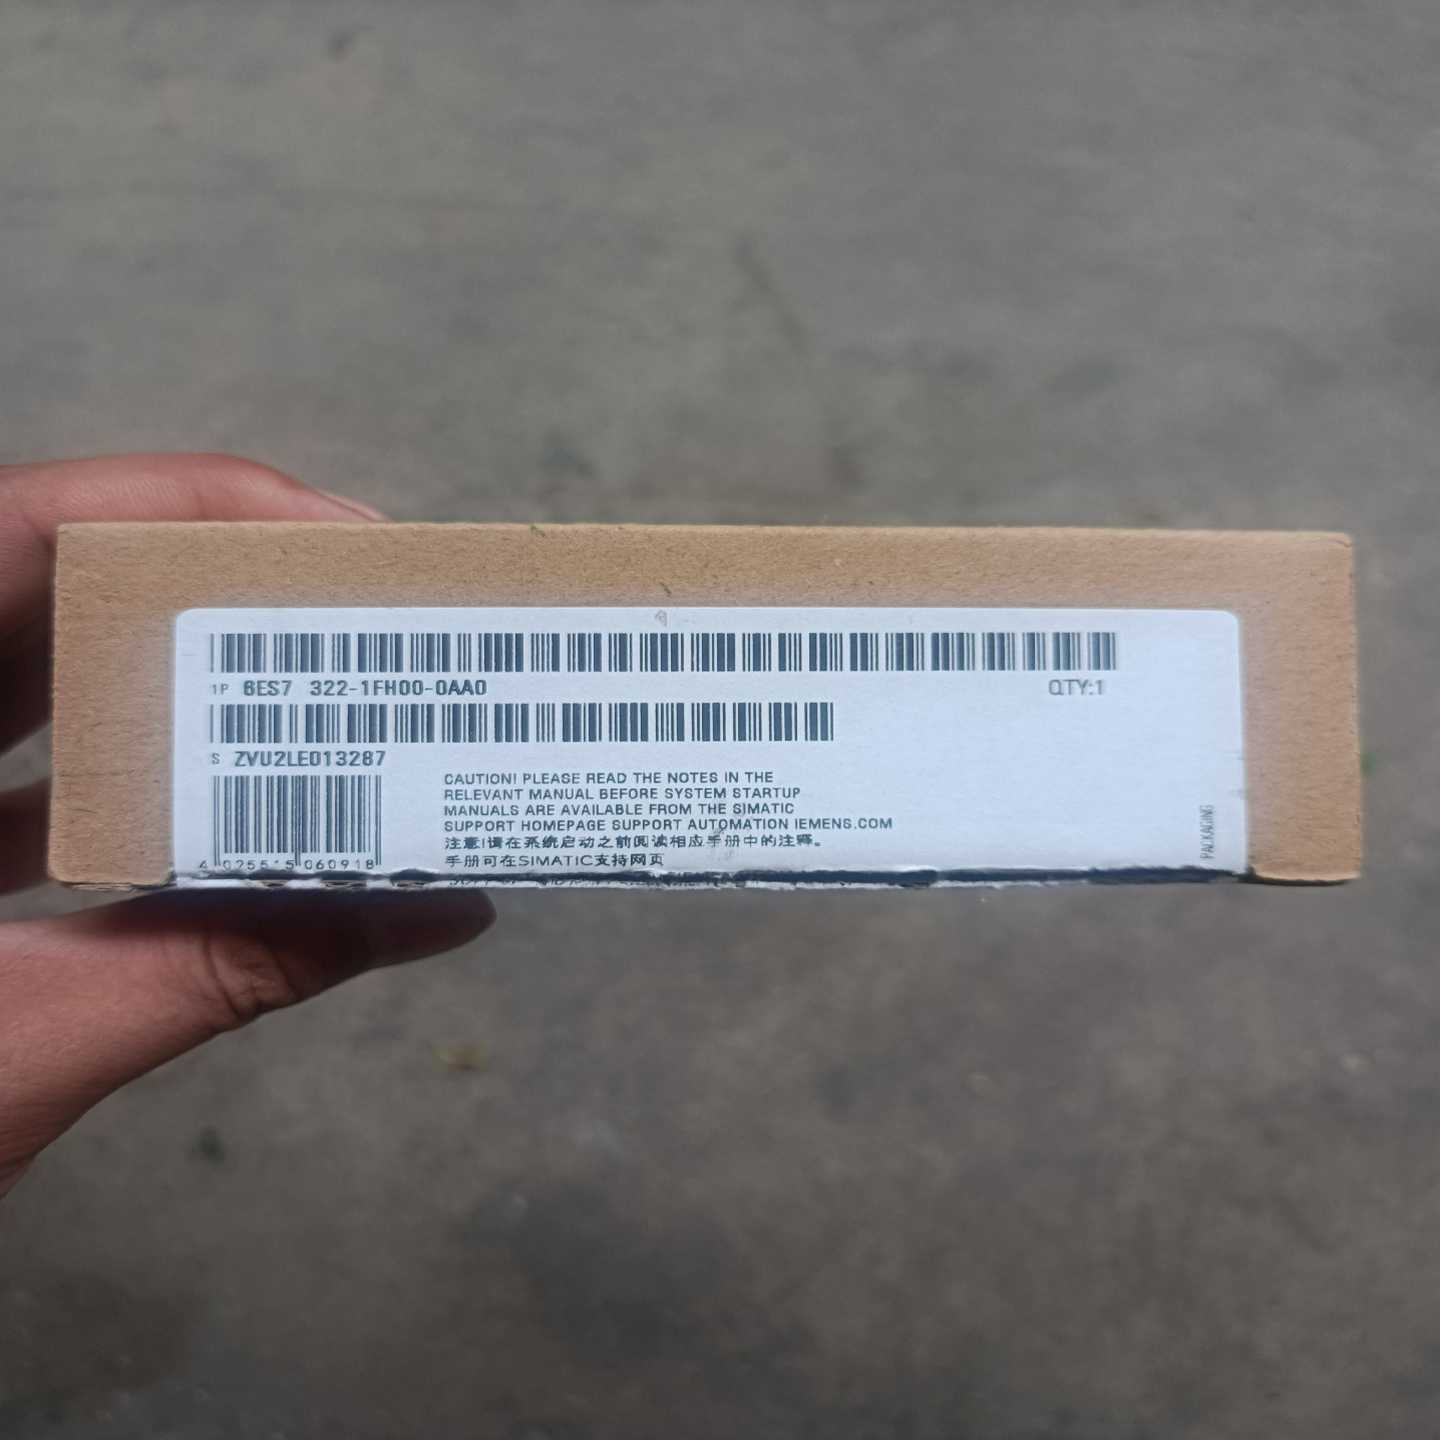 1P 6ES7 322-1FH00-0AA0 QTY:1
S ZVU2LE013287
CAUTION! PLEASE READ THE NOTES IN THE
RELEVANT MANUAL BEFORE SYSTEM STARTUP
MANUALS ARE AVAILABLE FROM THE SIMATIC
SUPPORT HOMEPAGE SUPPORT AUTOMATION IEMENS.COM
注意!请在系统启动之前阅读相应手册中的注释。
手册可在SIMATIC支持网页
4 025515 060918
PACKAGING